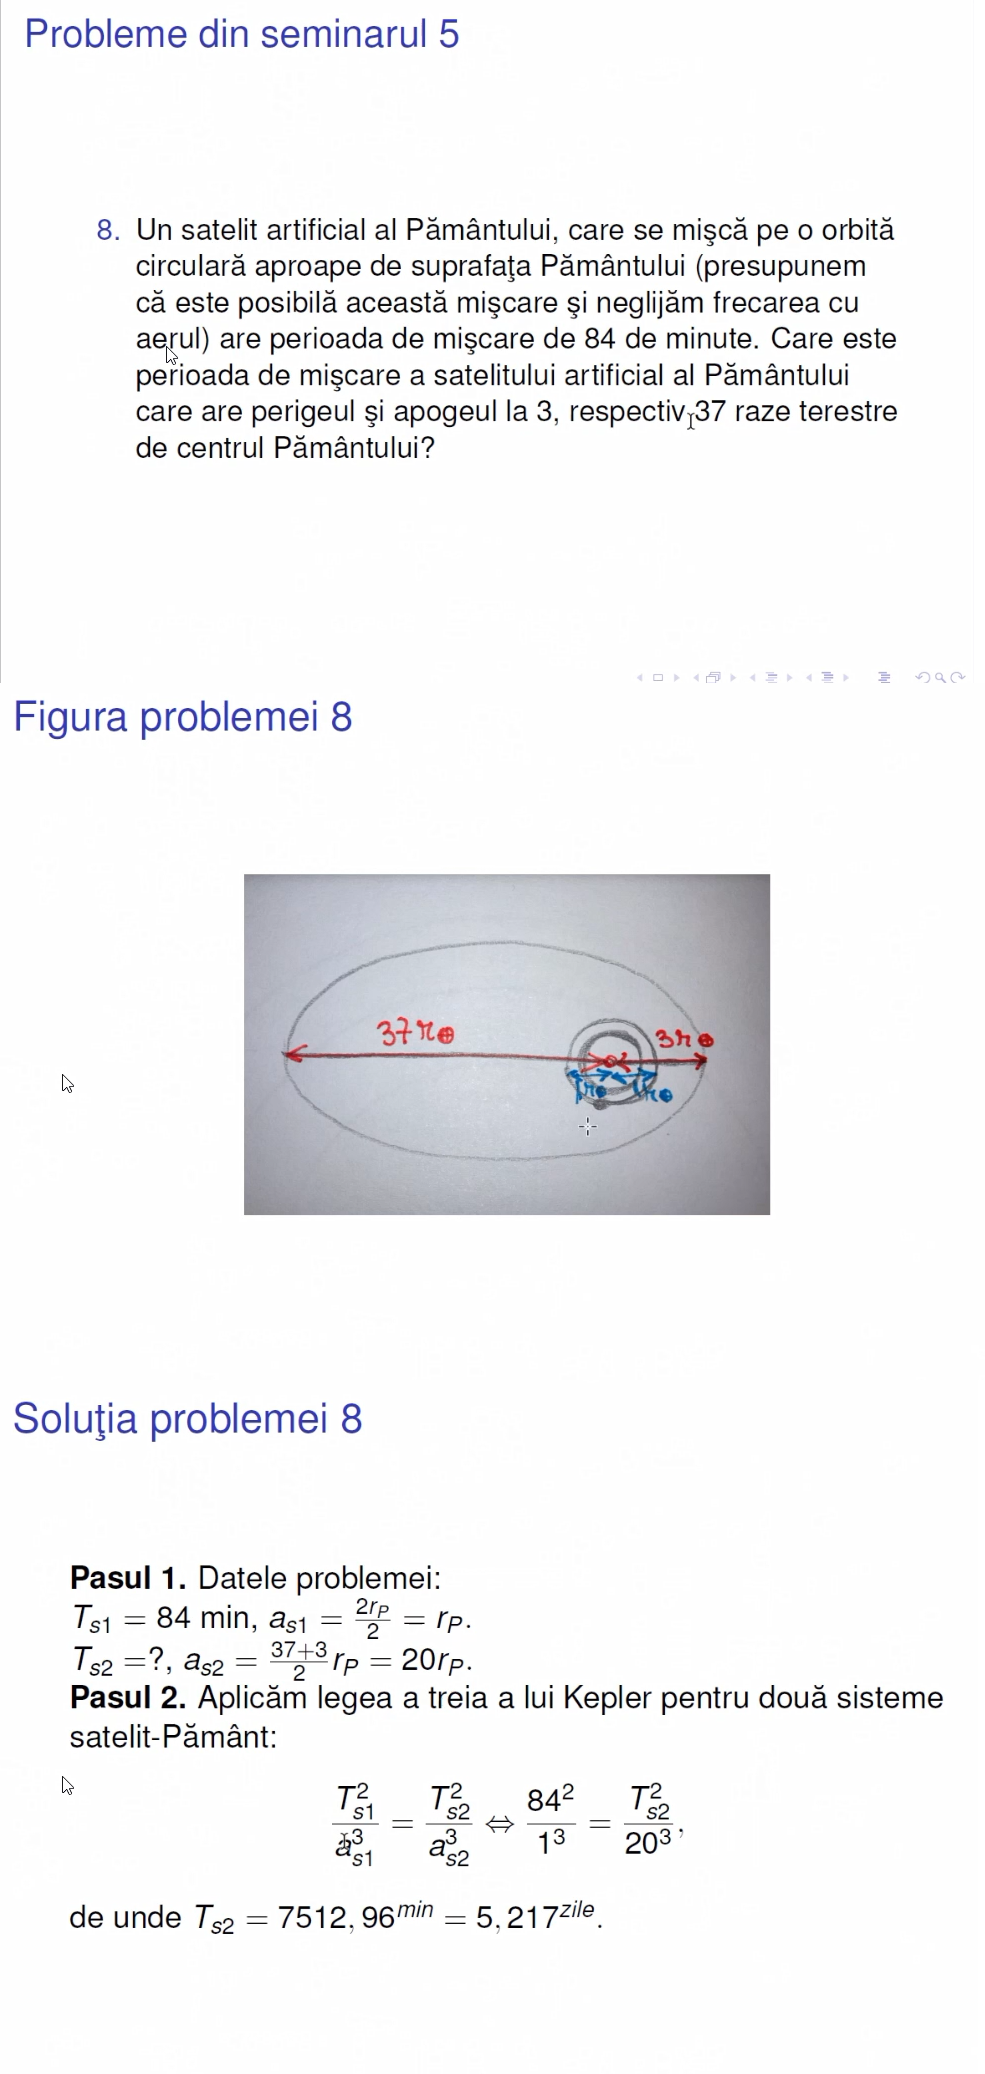 Probleme din seminarul 5
8. Un satelit artificial al Pământului, care se mişcă pe o orbită
circulară aproape de suprafaţa Pământului (presupunem
că este posibilă această mişcare şi neglijăm frecarea cu
aerul) are perioada de mişcare de 84 de minute. Care este
perioada de mişcare a satelitului artificial al Pământului
care are perigeul şi apogeul la 3, respectiv 37 raze terestre
de centrul Pământului?
Figura problemei 8
37r⊕
3r⊕
Soluţia problemei 8
Pasul 1. Datele problemei:
T_{s1} = 84 min, a_{s1} = \frac{2r_P}{2} = r_P.
T_{s2} =?, a_{s2} = \frac{37+3}{2} r_P = 20r_P.
Pasul 2. Aplicăm legea a treia a lui Kepler pentru două sisteme
satelit-Pământ:
\frac{T_{s1}^2}{a_{s1}^3} = \frac{T_{s2}^2}{a_{s2}^3} ⇔ \frac{84^2}{1^3} = \frac{T_{s2}^2}{20^3},
de unde T_{s2} = 7512, 96^{min} = 5, 217^{zile}.